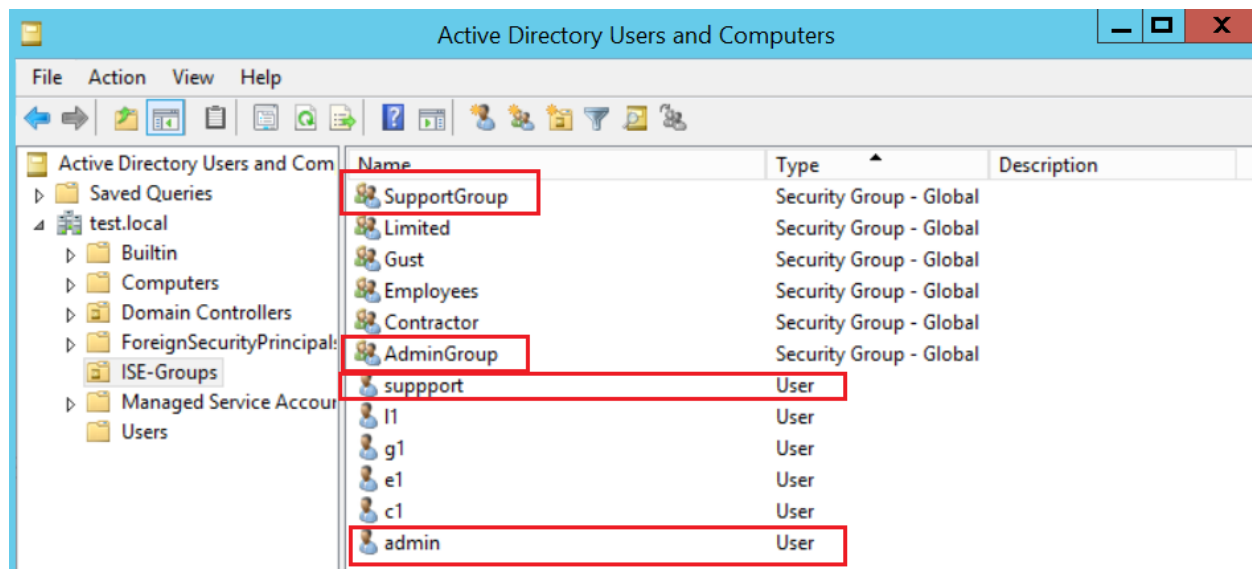 Active Directory Users and Computers
X
File Action View Help
Active Directory Users and Com
Name Type Description
Saved Queries
SupportGroup Security Group - Global
test.local
Limited Security Group - Global
Builtin
Gust Security Group - Global
Computers
Employees Security Group - Global
Domain Controllers
Contractor Security Group - Global
ForeignSecurityPrincipal:
AdminGroup Security Group - Global
ISE-Groups
suppport User
Managed Service Accour
l1 User
Users
g1 User
e1 User
c1 User
admin User